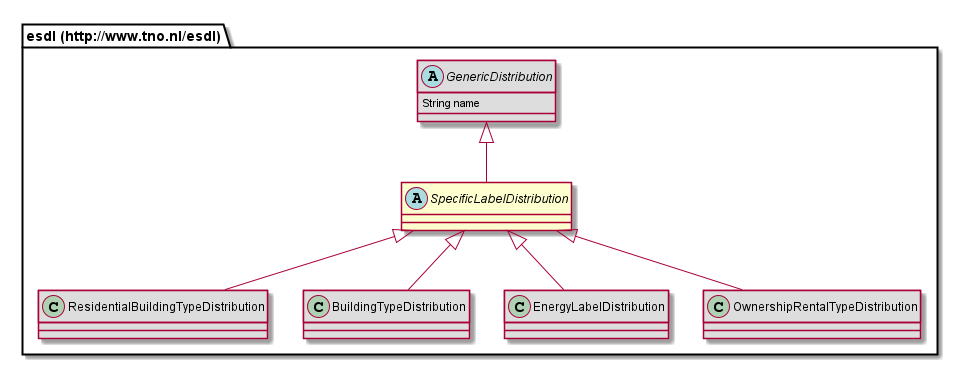 esdl (http://www.tno.nl/esdl)
A GenericDistribution
String name
A SpecificLabelDistribution
C ResidentialBuildingTypeDistribution
C BuildingTypeDistribution
C EnergyLabelDistribution
C OwnershipRentalTypeDistribution